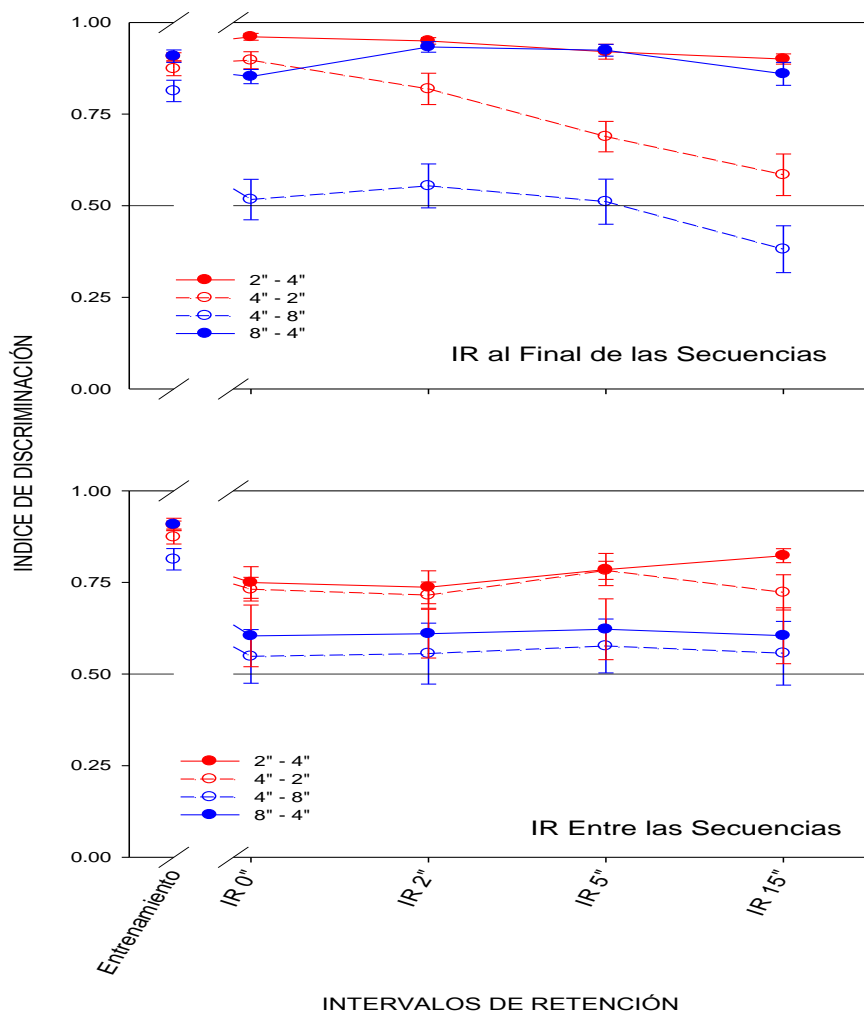 INDICE DE DISCRIMINACIÓN
1.00
0.75
0.50
0.25
0.00
2" - 4"
4" - 2"
4" - 8"
8" - 4"
IR al Final de las Secuencias
1.00
0.75
0.50
0.25
0.00
2" - 4"
4" - 2"
4" - 8"
8" - 4"
IR Entre las Secuencias
Entrenamiento
IR 0"
IR 2"
IR 5"
IR 15"
INTERVALOS DE RETENCIÓN